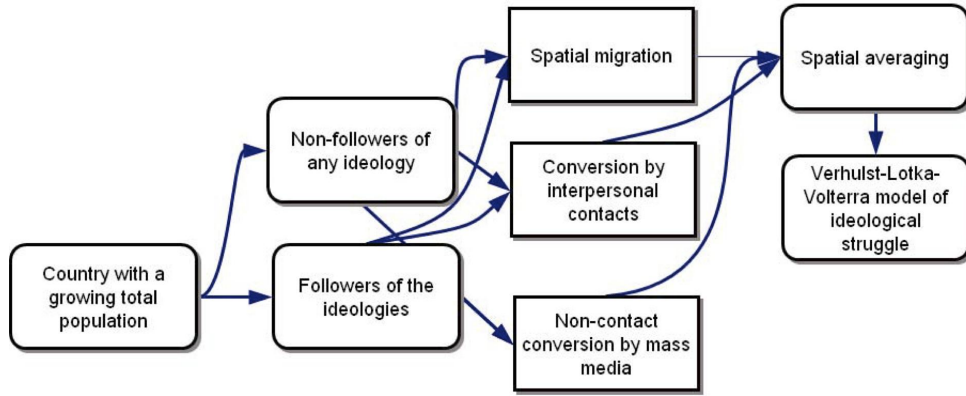 Country with a
growing total
population
Non-followers of
any ideology
Followers of the
ideologies
Spatial migration
Conversion by
interpersonal
contacts
Non-contact
conversion by mass
media
Spatial averaging
Verhulst-Lotka-
Volterra model of
ideological
struggle